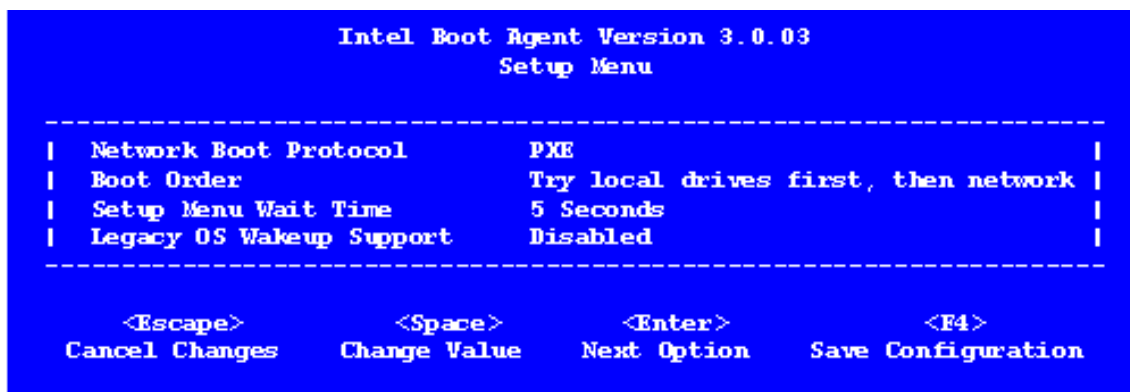 Intel Boot Agent Version 3.0.03
Setup Menu
Network Boot Protocol PXE
Boot Order Try local drives first, then network
Setup Menu Wait Time 5 Seconds
Legacy OS Wakeup Support Disabled
<Escape> <Space> <Enter> <F4>
Cancel Changes Change Value Next Option Save Configuration